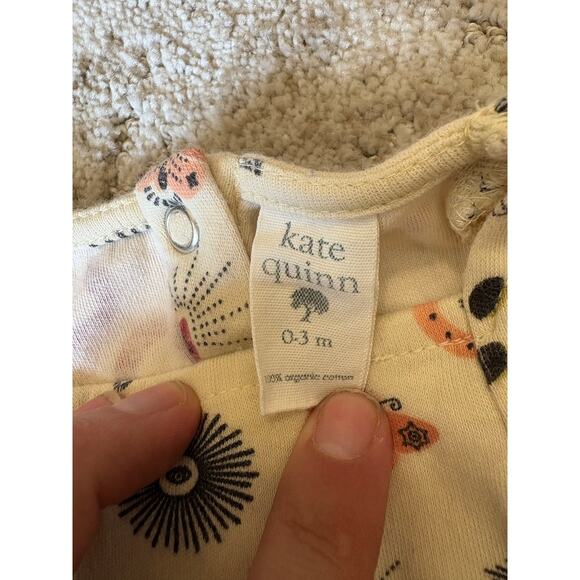 kate
quinn
0-3 m
100% organic cotton